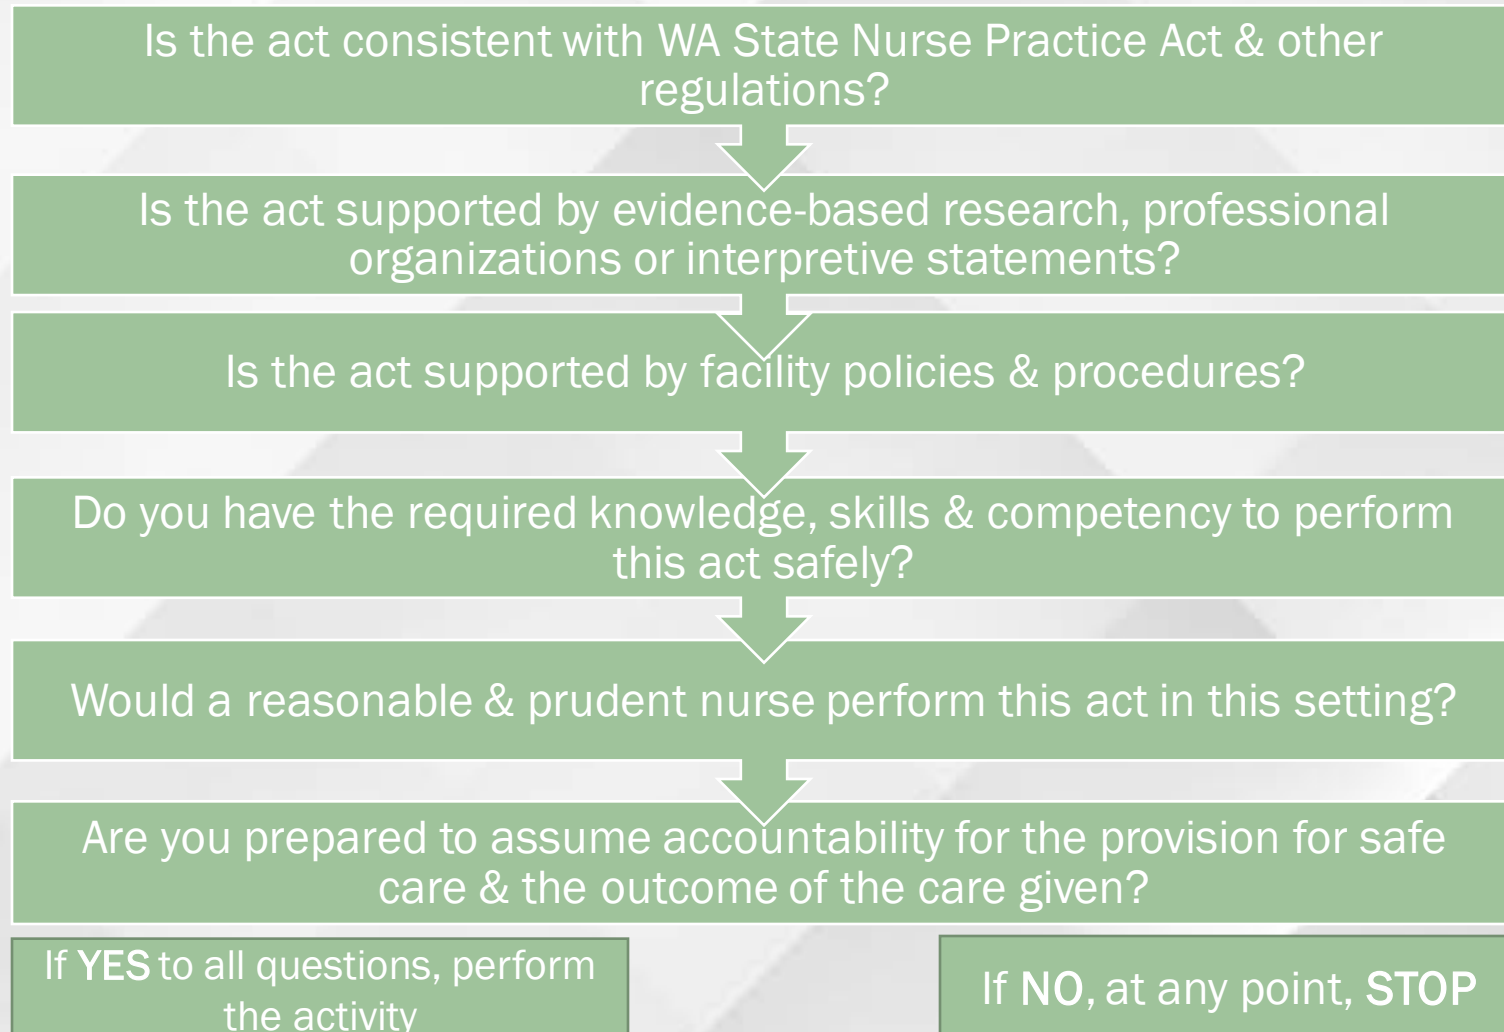 Is the act consistent with WA State Nurse Practice Act & other
regulations?
Is the act supported by evidence-based research, professional
organizations or interpretive statements?
Is the act supported by facility policies & procedures?
Do you have the required knowledge, skills & competency to perform
this act safely?
Would a reasonable & prudent nurse perform this act in this setting?
Are you prepared to assume accountability for the provision for safe
care & the outcome of the care given?
If YES to all questions, perform
the activity
If NO, at any point, STOP